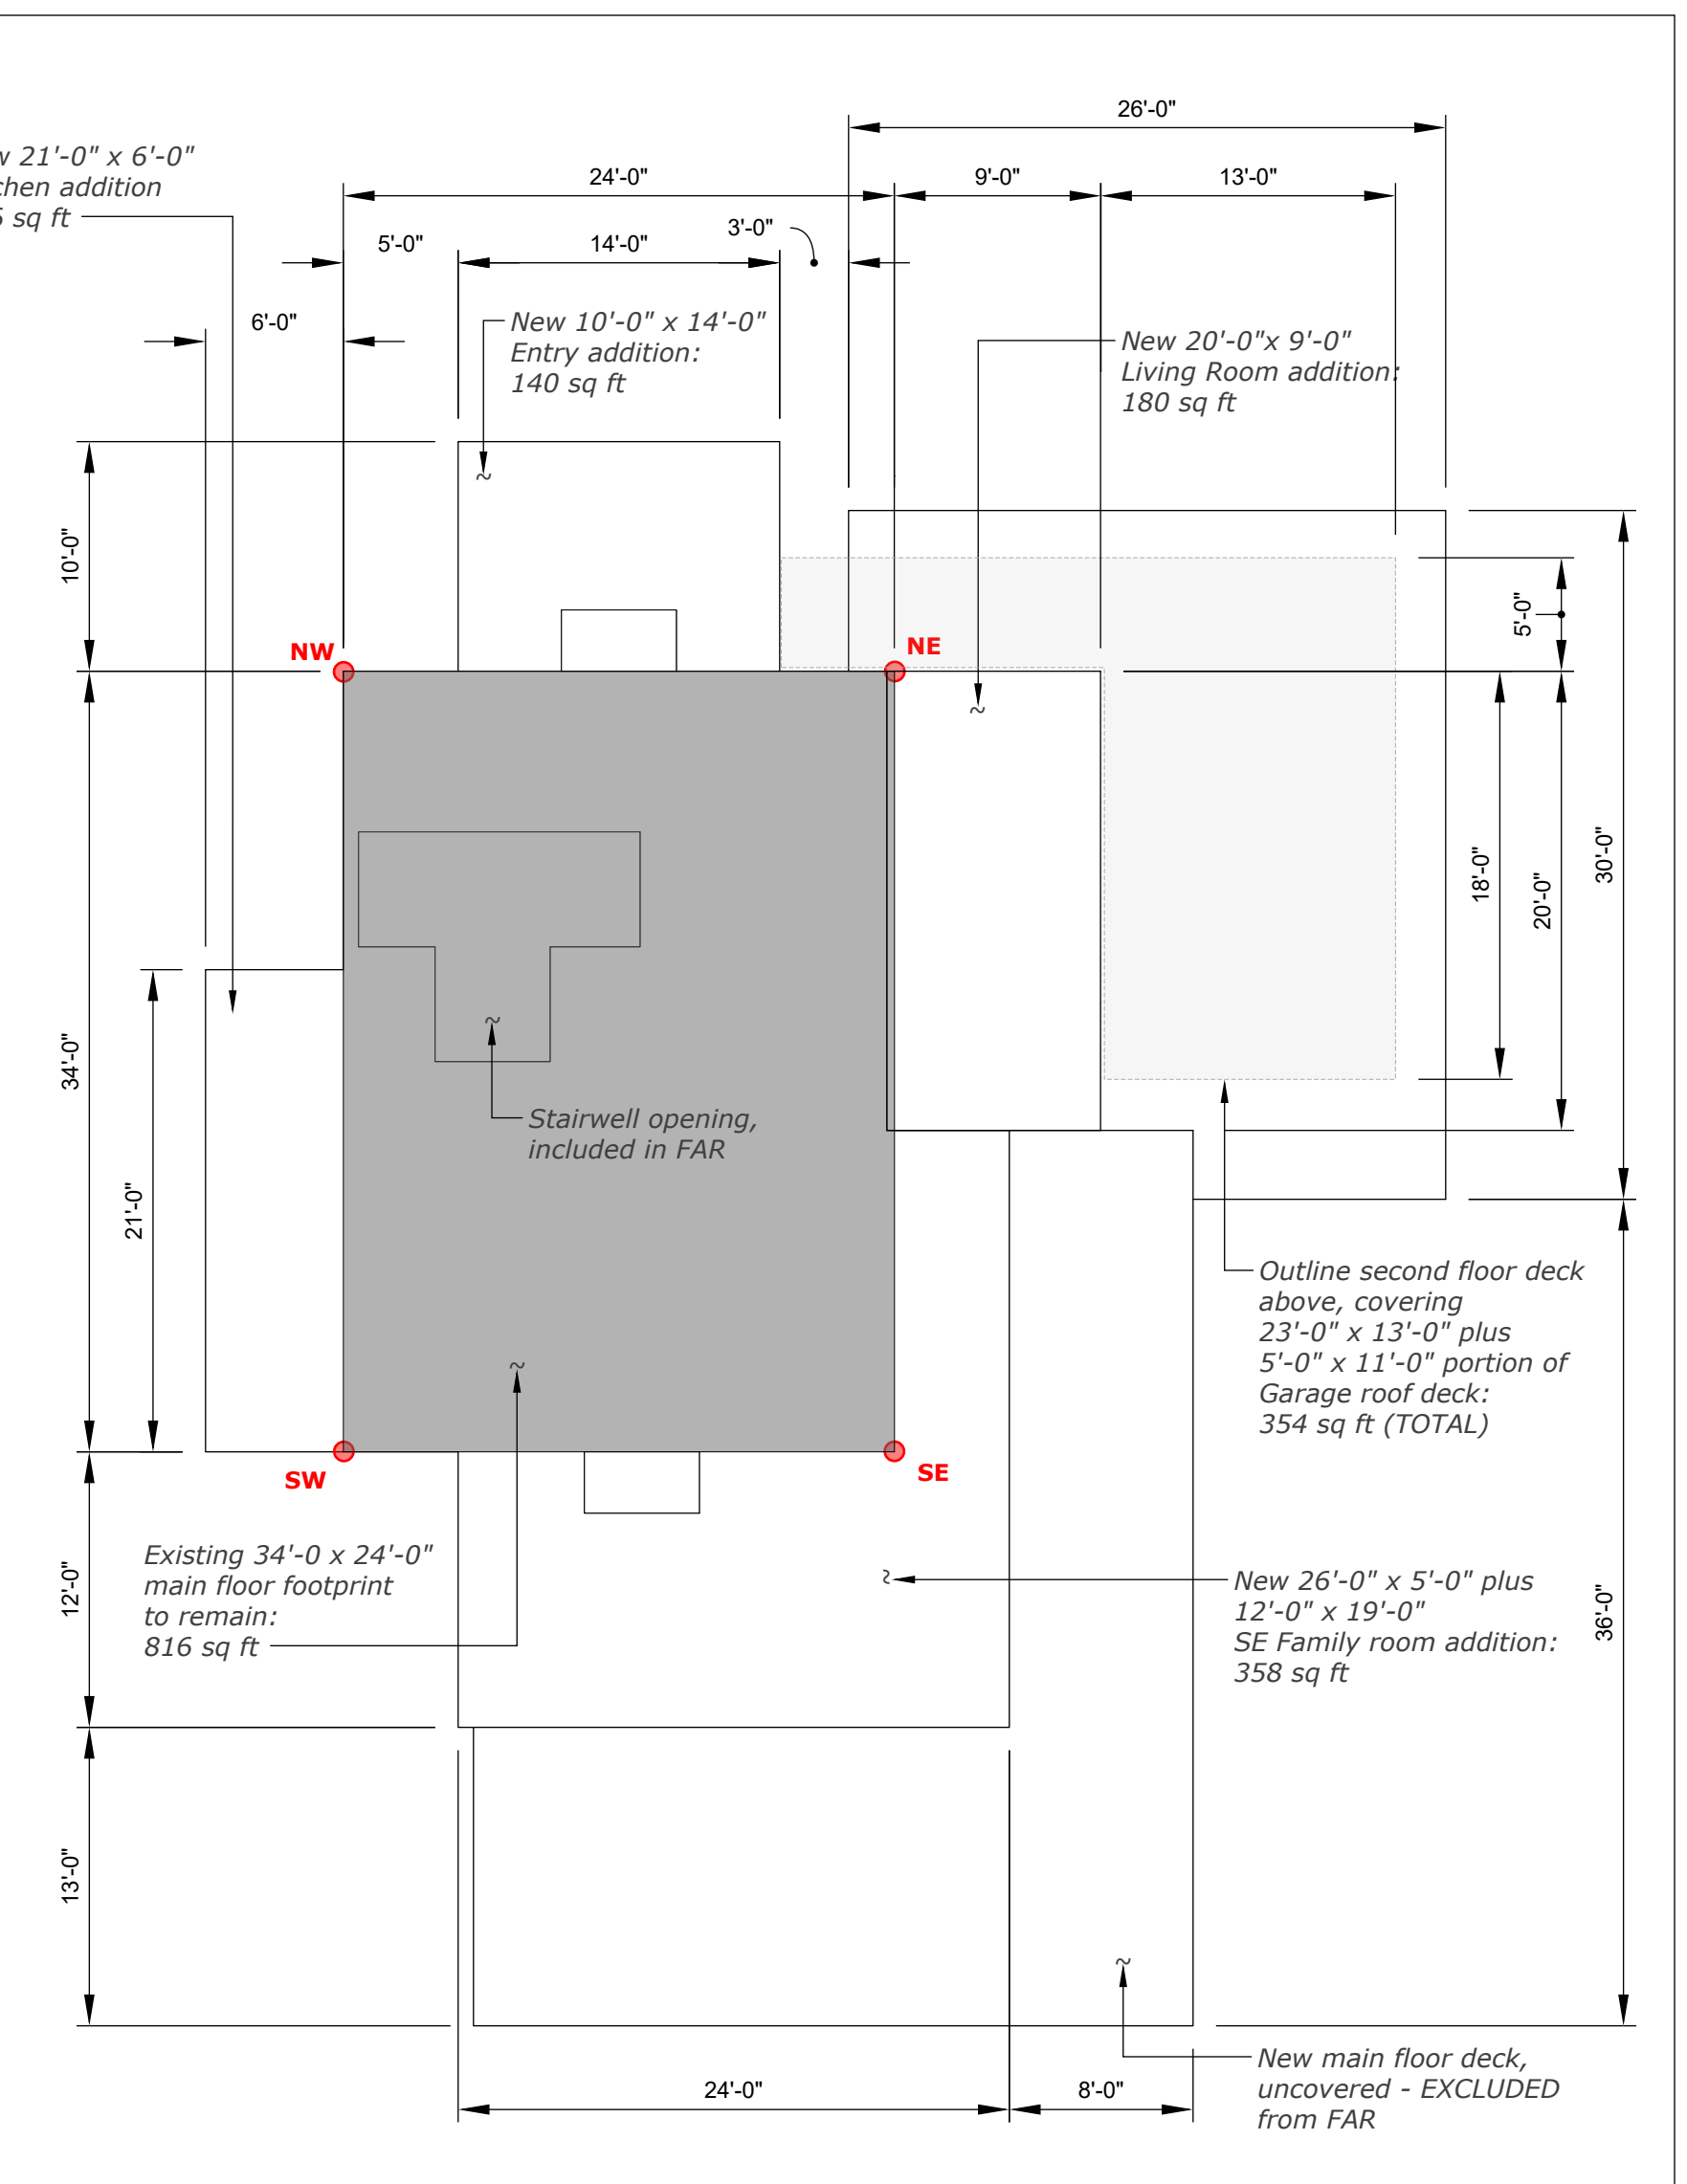 26'-0"
21'-0" x 6'-0"
addition
sq ft
24'-0"
9'-0"
13'-0"
3'-0"
5'-0"
14'-0"
6'-0"
New 10'-0" x 14'-0"
Entry addition:
140 sq ft
New 20'-0"x 9'-0"
Living Room addition:
180 sq ft
10'-0"
5'-0"
NW
NE
18'-0"
20'-0"
30'-0"
34'-0"
Stairwell opening,
included in FAR
21'-0"
Outline second floor deck
above, covering
23'-0" x 13'-0" plus
5'-0" x 11'-0" portion of
Garage roof deck:
354 sq ft (TOTAL)
SW
SE
Existing 34'-0 x 24'-0"
main floor footprint
to remain:
816 sq ft
12'-0"
New 26'-0" x 5'-0" plus
12'-0" x 19'-0"
SE Family room addition:
358 sq ft
36'-0"
13'-0"
New main floor deck,
uncovered - EXCLUDED
from FAR
24'-0"
8'-0"